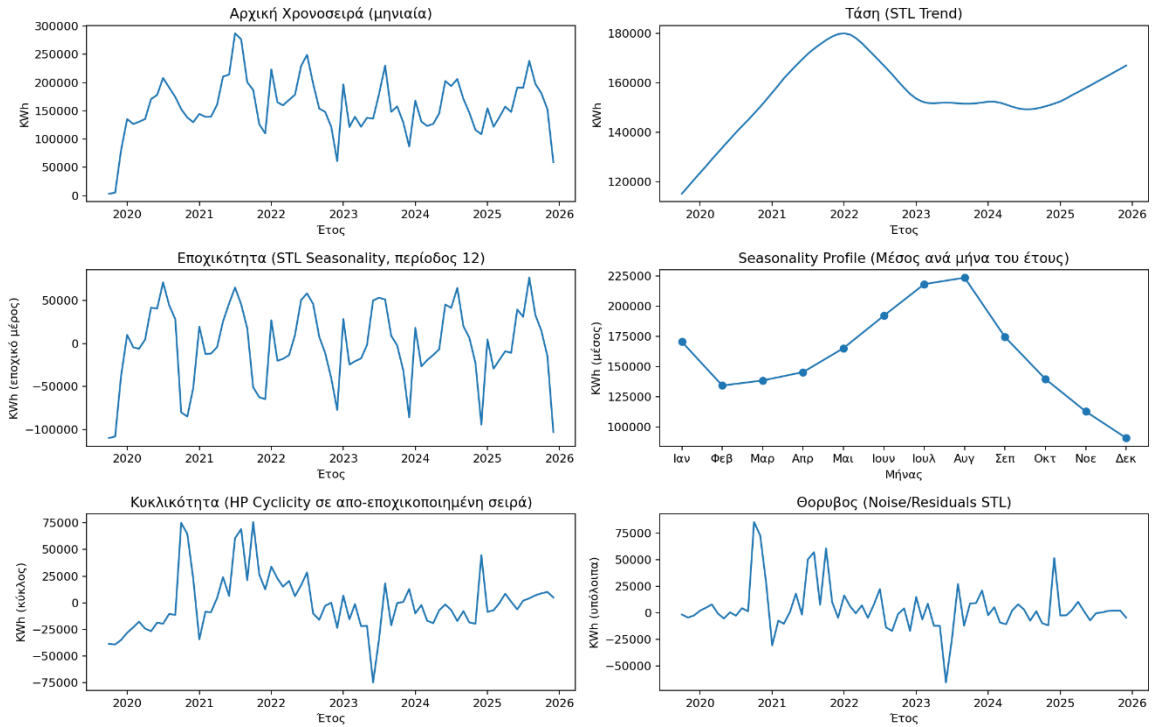 Αρχική Χρονοσειρά (μηνιαία)
KWh
300000
250000
200000
150000
100000
50000
0
2020 2021 2022 2023 2024 2025 2026
Έτος
Τάση (STL Trend)
KWh
180000
160000
140000
120000
2020 2021 2022 2023 2024 2025 2026
Έτος
Εποχικότητα (STL Seasonality, περίοδος 12)
KWh (εποχικό μέρος)
50000
0
−50000
−100000
2020 2021 2022 2023 2024 2025 2026
Έτος
Seasonality Profile (Μέσος ανά μήνα του έτους)
KWh (μέσος)
225000
200000
175000
150000
125000
100000
Ιαν Φεβ Μαρ Απρ Μαι Ιουν Ιουλ Αυγ Σεπ Οκτ Νοε Δεκ
Μήνας
Κυκλικότητα (HP Cyclicity σε απο-εποχικοποιημένη σειρά)
KWh (κύκλος)
75000
50000
25000
0
−25000
−50000
−75000
2020 2021 2022 2023 2024 2025 2026
Έτος
Θορυβος (Noise/Residuals STL)
KWh (υπόλοιπα)
75000
50000
25000
0
−25000
−50000
2020 2021 2022 2023 2024 2025 2026
Έτος